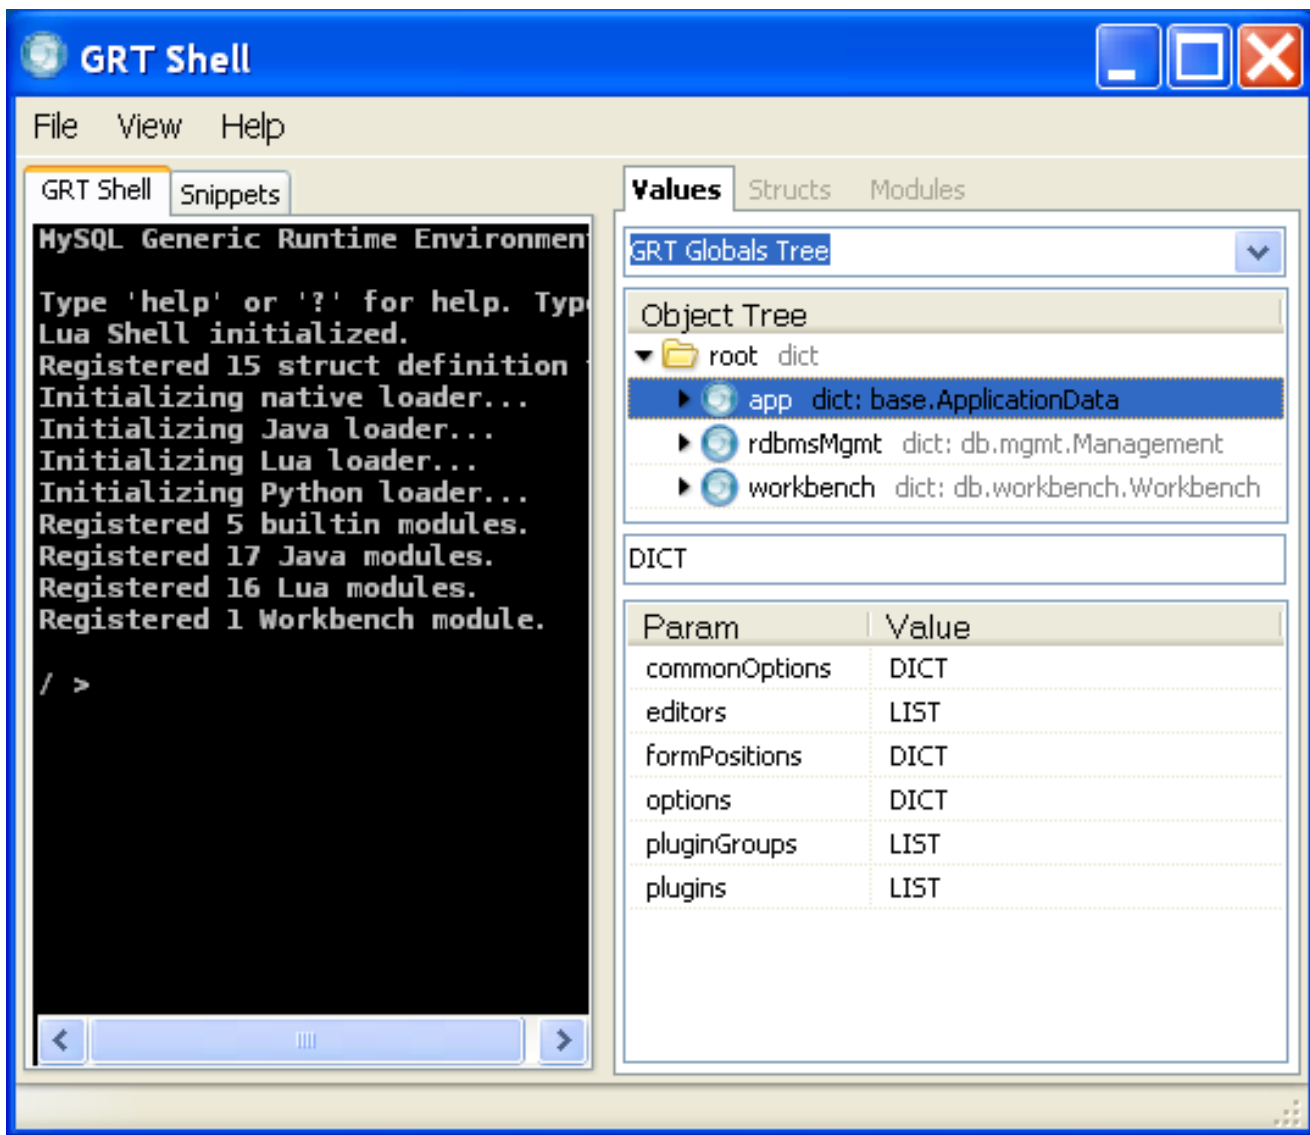 GRT Shell
File View Help
GRT Shell Snippets
MySQL Generic Runtime Environmen
Type 'help' or '?' for help. Typ
Lua Shell initialized.
Registered 15 struct definition
Initializing native loader...
Initializing Java loader...
Initializing Lua loader...
Initializing Python loader...
Registered 5 builtin modules.
Registered 17 Java modules.
Registered 16 Lua modules.
Registered 1 Workbench module.
/ >
Values Structs Modules
GRT Globals Tree
Object Tree
root dict
app dict: base.ApplicationData
rdbmsMgmt dict: db.mgmt.Management
workbench dict: db.workbench.Workbench
DICT
Param Value
commonOptions DICT
editors LIST
formPositions DICT
options DICT
pluginGroups LIST
plugins LIST